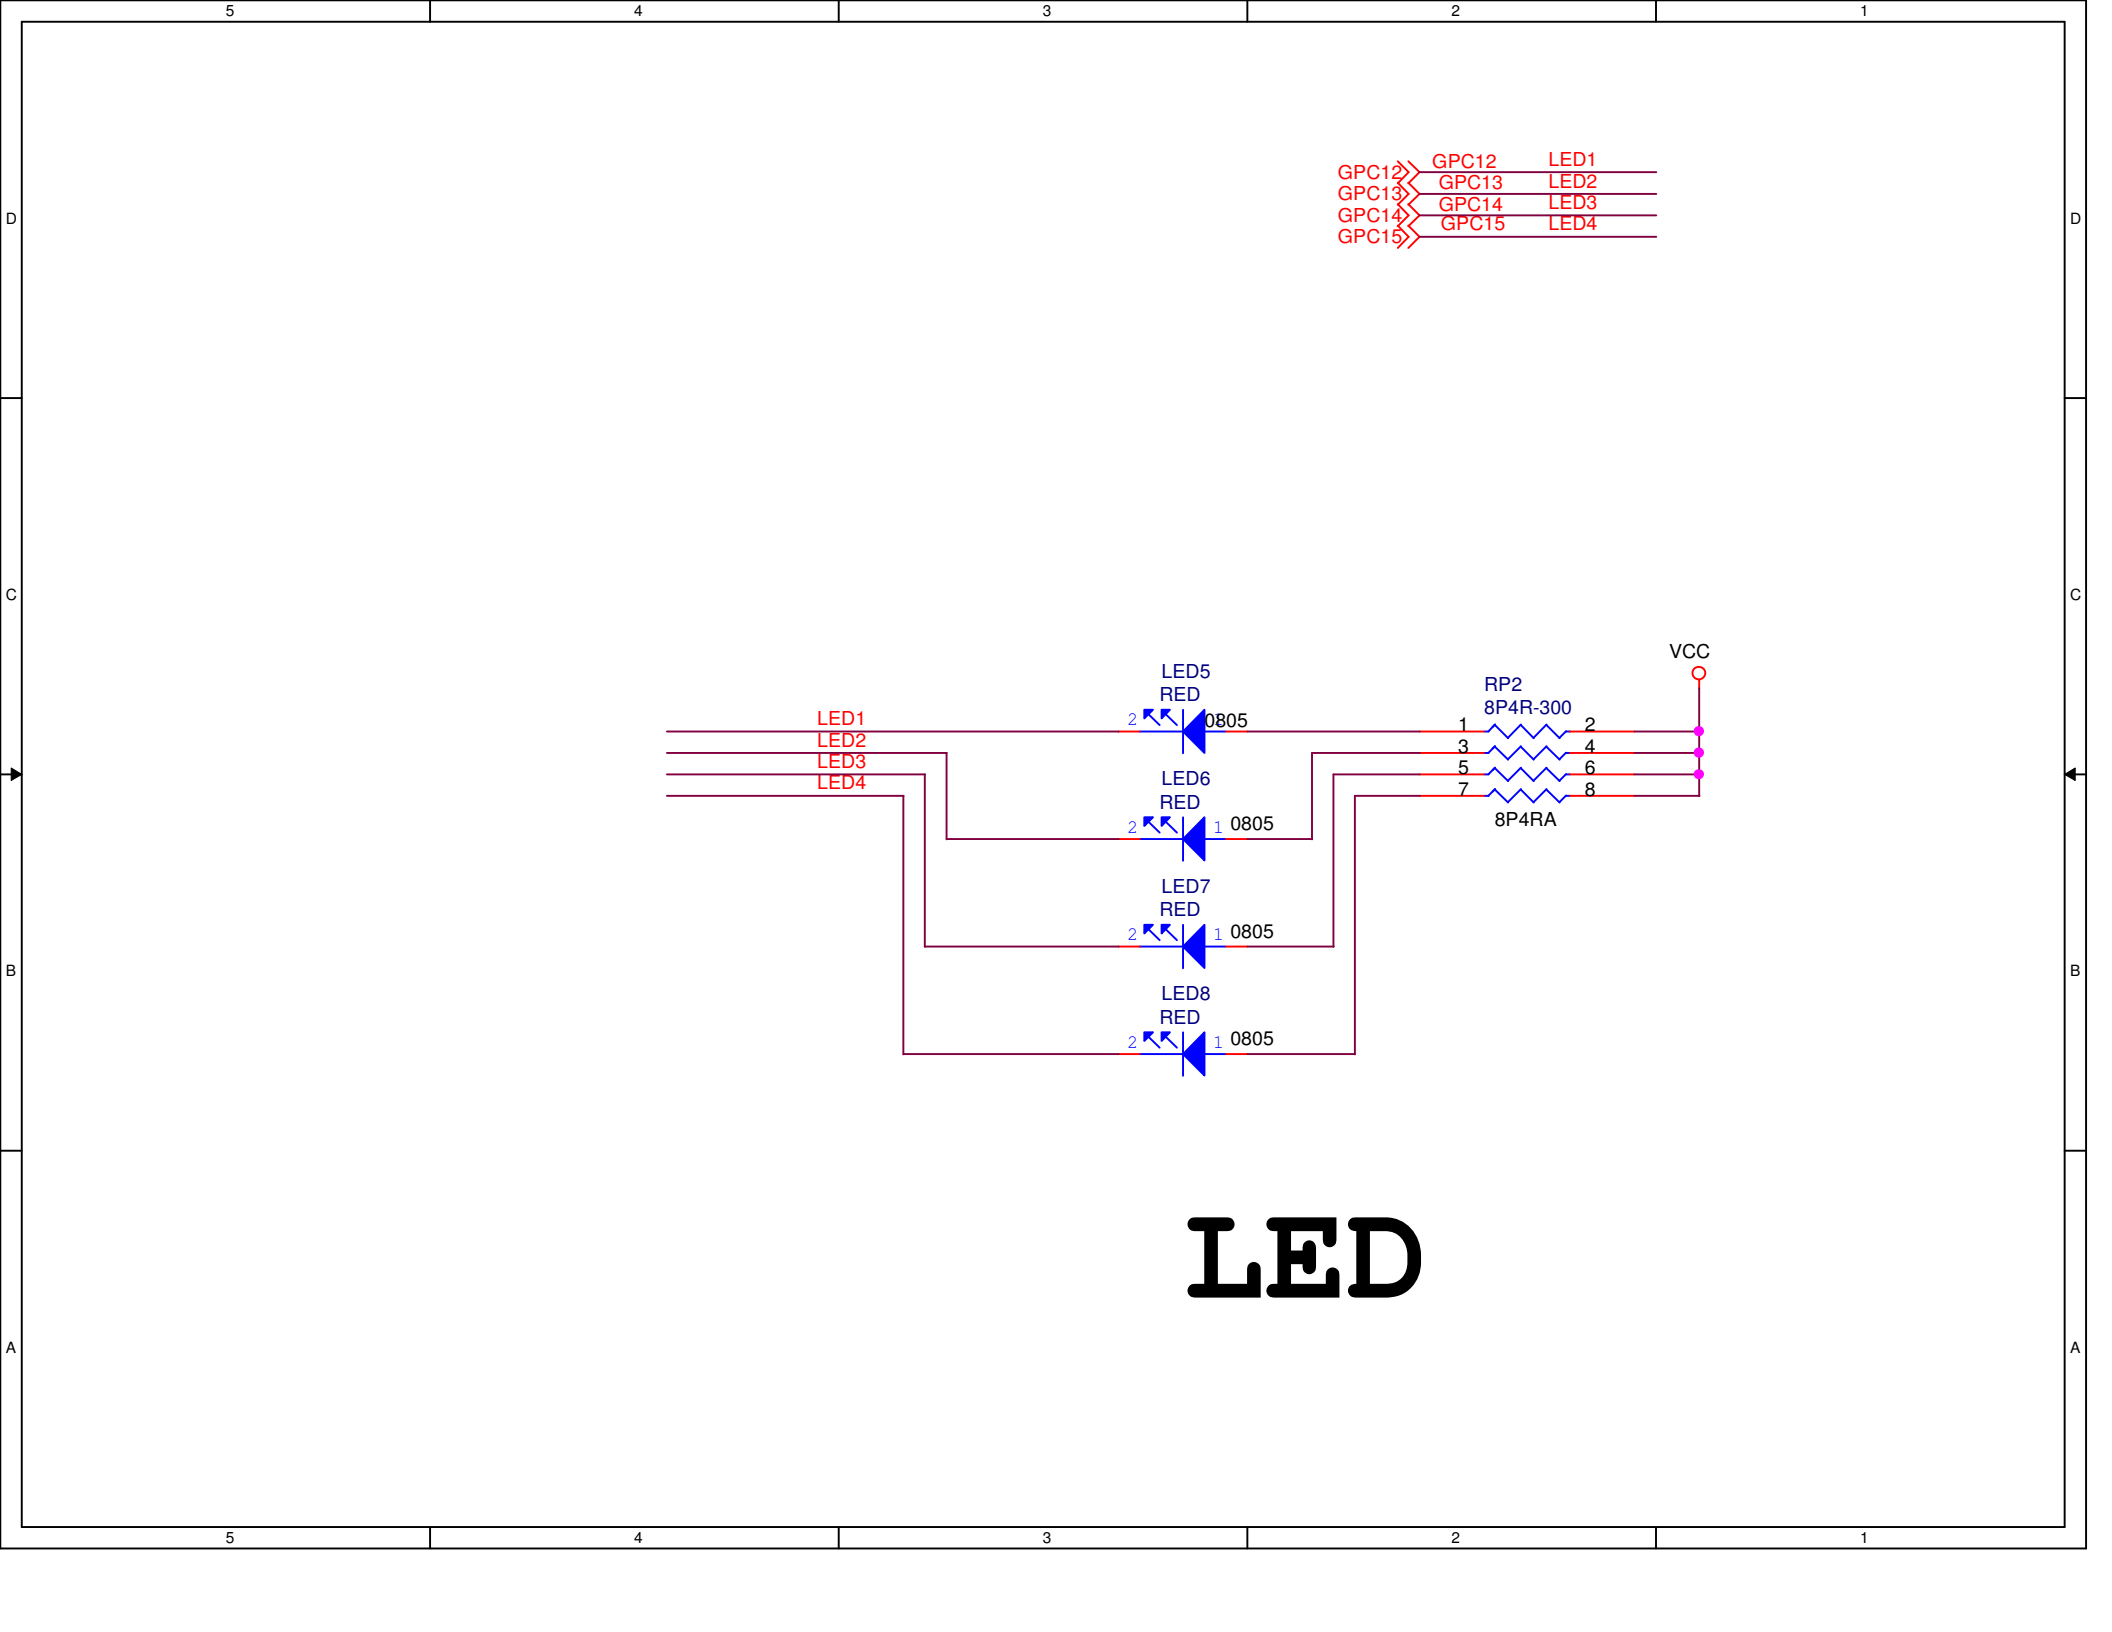 5 4 3 2 1
GPC12 GPC12 LED1
GPC13 GPC13 LED2
GPC14 GPC14 LED3
GPC15 GPC15 LED4
D D
C C
VCC
LED5
RED
RP2
8P4R-300
LED1 2 0805 1 2
LED2 3 4
LED3 5 6
LED4 7 8
8P4RA
LED6
RED
2 1 0805
LED7
RED
2 1 0805
B B
LED8
RED
2 1 0805
LED
A A
5 4 3 2 1